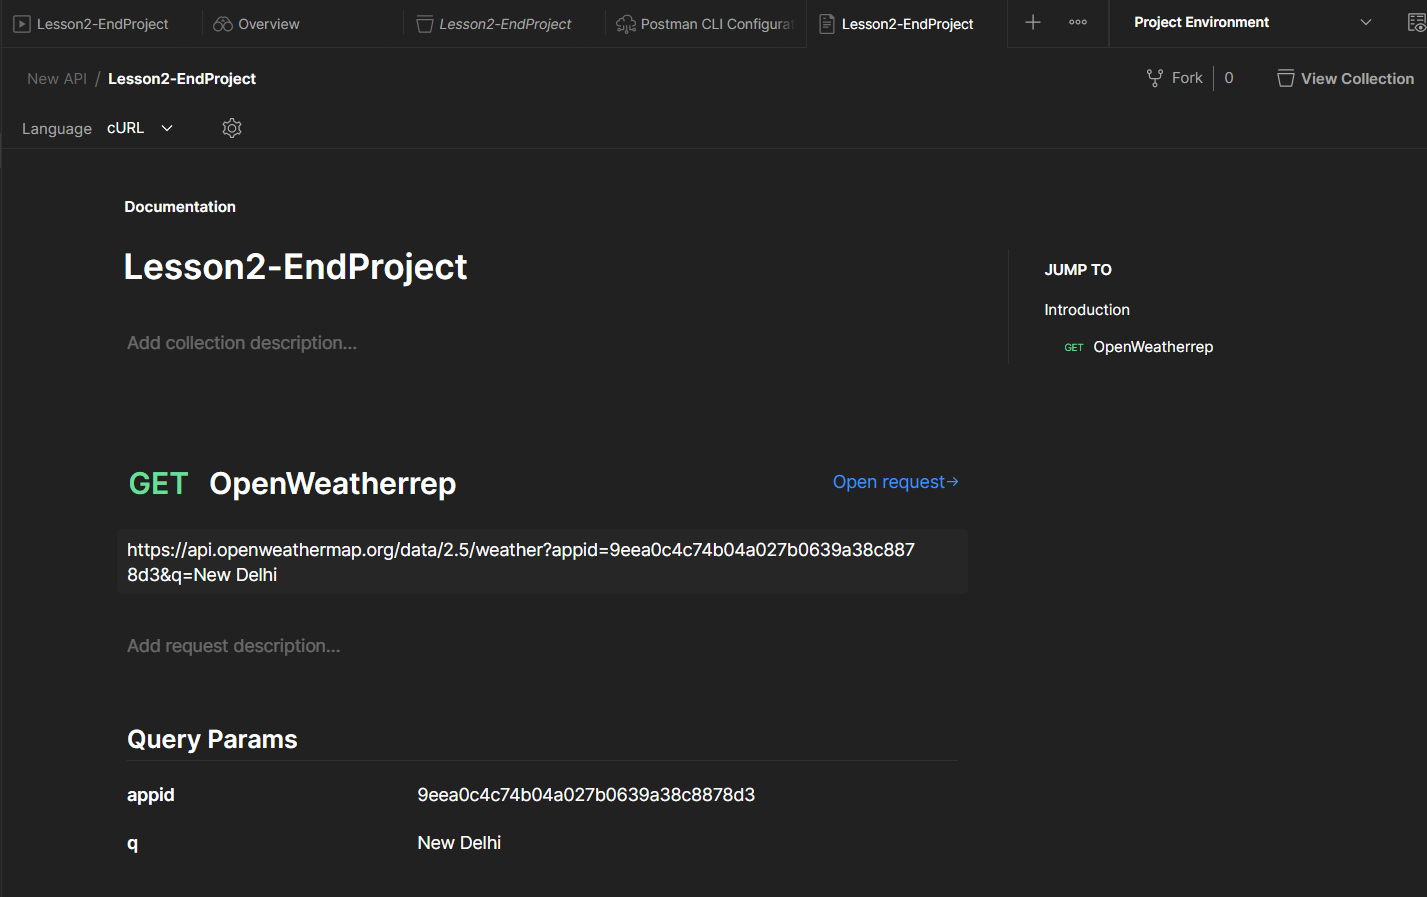 Lesson2-EndProject
Overview
Lesson2-EndProject
Postman CLI Configurat
Lesson2-EndProject
Project Environment
New API / Lesson2-EndProject
Fork
0
View Collection
Language cURL
Documentation
Lesson2-EndProject
Add collection description...
JUMP TO
Introduction
GET OpenWeatherrep
GET OpenWeatherrep
Open request→
https://api.openweathermap.org/data/2.5/weather?appid=9eea0c4c74b04a027b0639a38c887
8d3&q=New Delhi
Add request description...
Query Params
appid 9eea0c4c74b04a027b0639a38c8878d3
q New Delhi